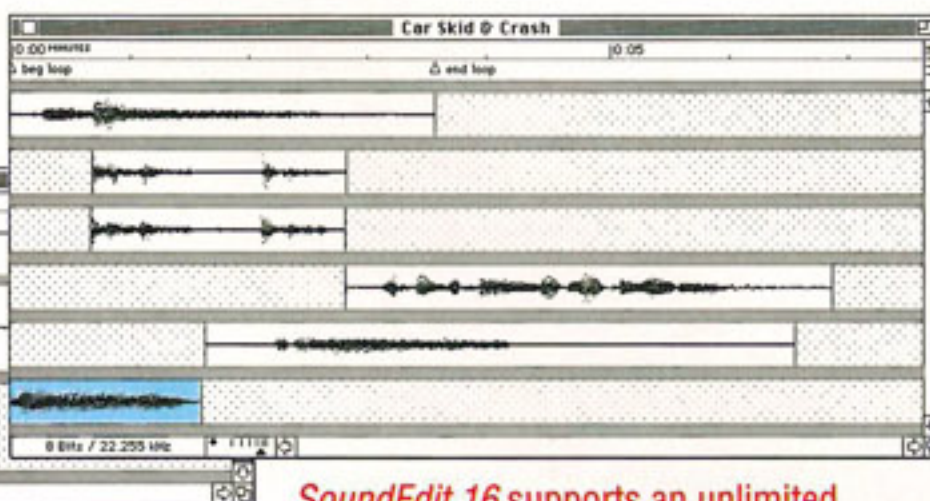 Car Skid & Crash
0:00 MINUTES 0:05
beg loop end loop
8 Bits / 22.255 kHz
SoundEdit 16 supports an unlimited